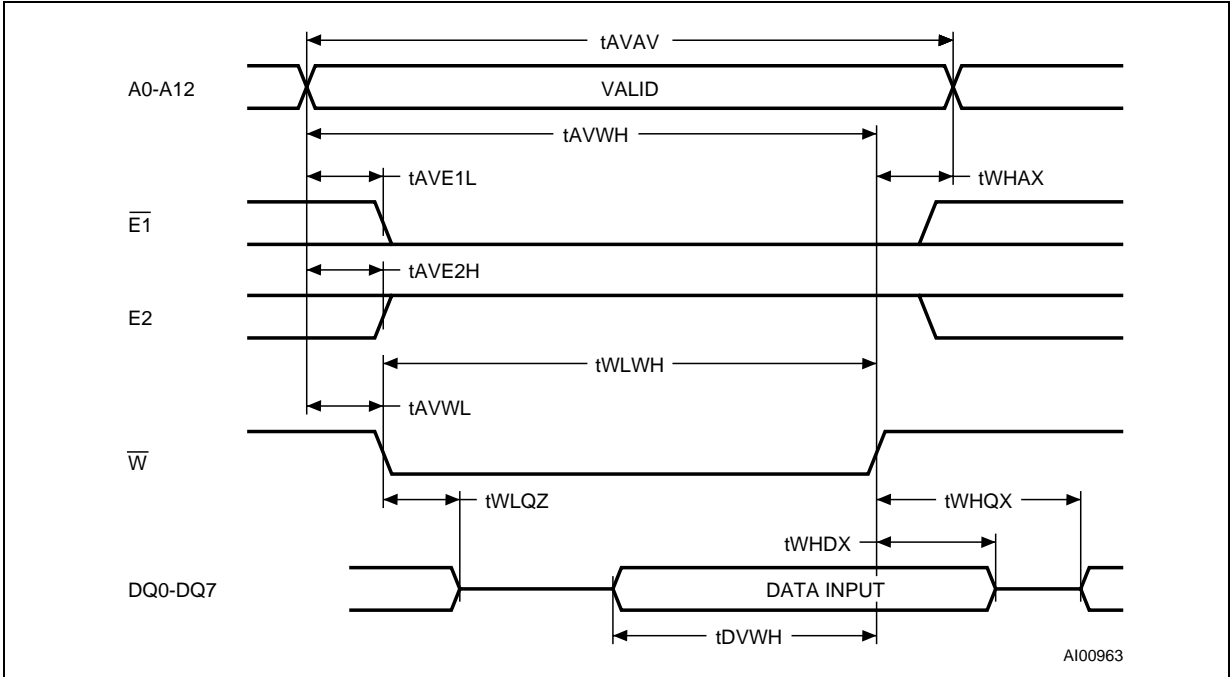 tAVAV
A0-A12 VALID
tAVWH
tAVE1L tWHAX
E1
tAVE2H
E2
tWLWH
tAVWL
W
tWLQZ tWHQX
tWHDX
DQ0-DQ7 DATA INPUT
tDVWH
AI00963